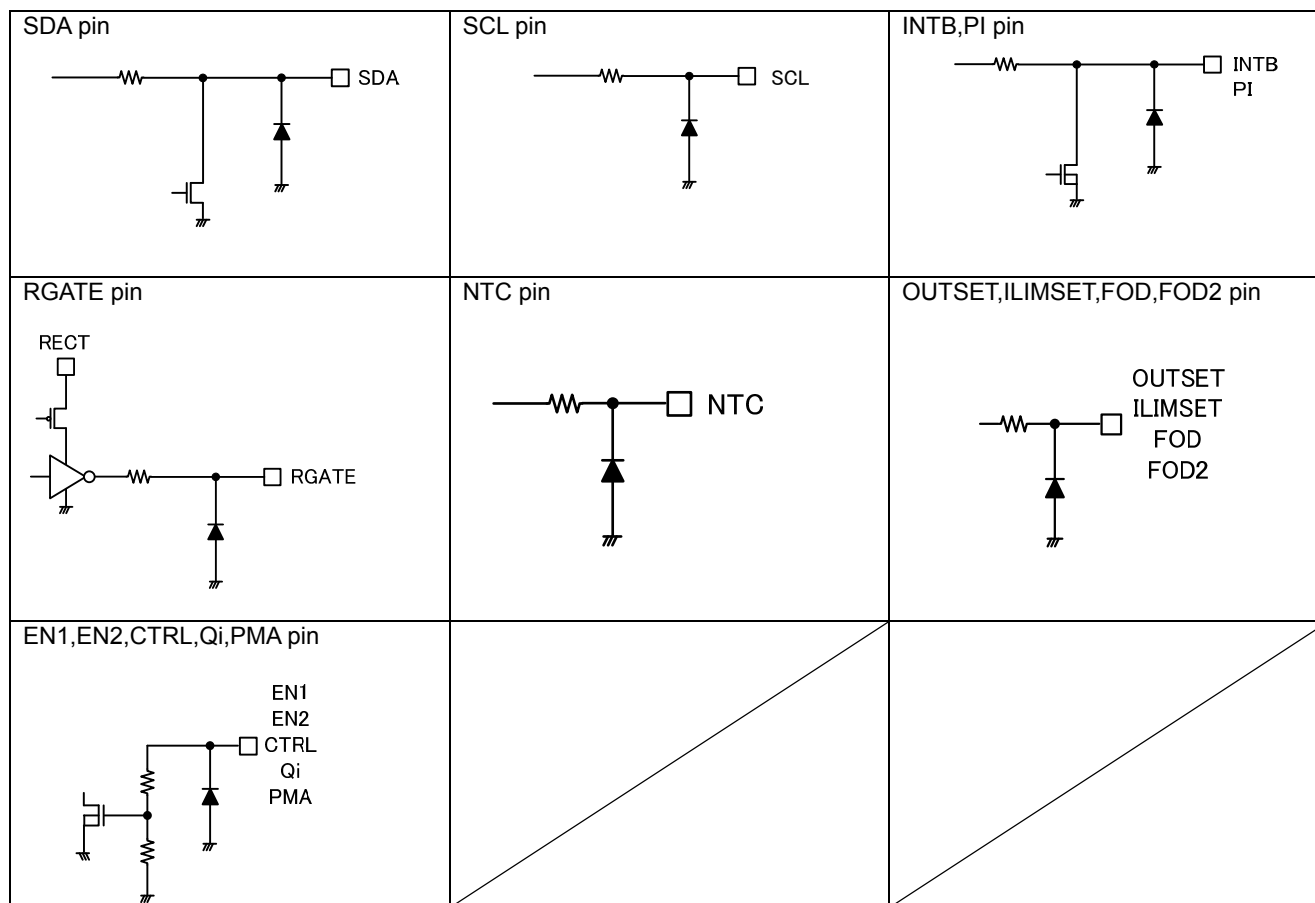 SDA pin
SDA
SCL pin
SCL
INTB,PI pin
INTB
PI
RGATE pin
RECT
RGATE
NTC pin
NTC
OUTSET,ILIMSET,FOD,FOD2 pin
OUTSET
ILIMSET
FOD
FOD2
EN1,EN2,CTRL,Qi,PMA pin
EN1
EN2
CTRL
Qi
PMA